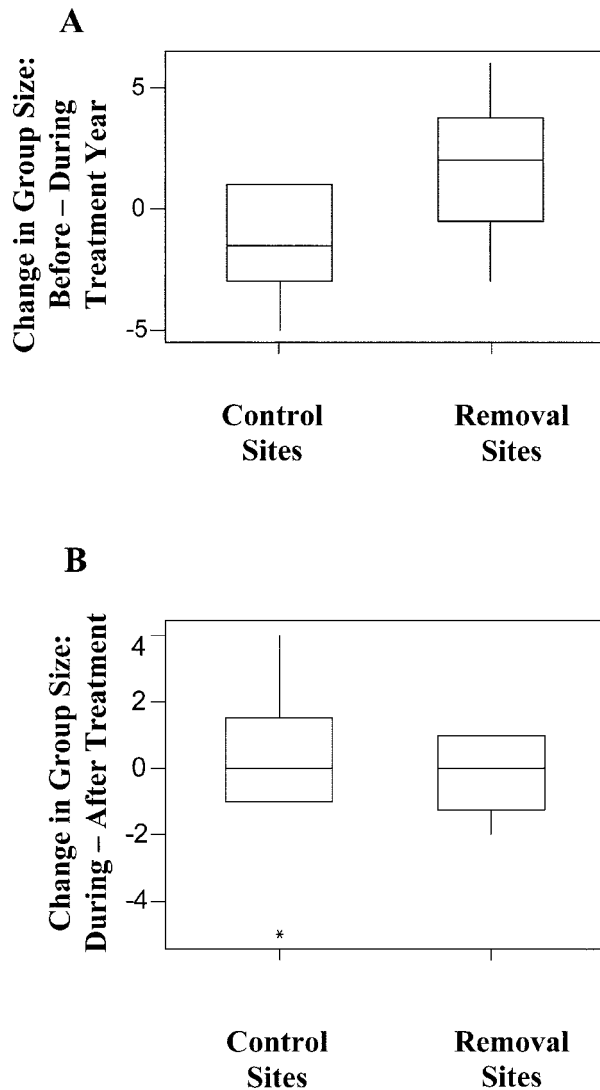 A
Change in Group Size:
Before – During
Treatment Year
5
0
-5
Control
Sites
Removal
Sites
B
Change in Group Size:
During – After Treatment
4
2
0
-2
-4
*
Control
Sites
Removal
Sites